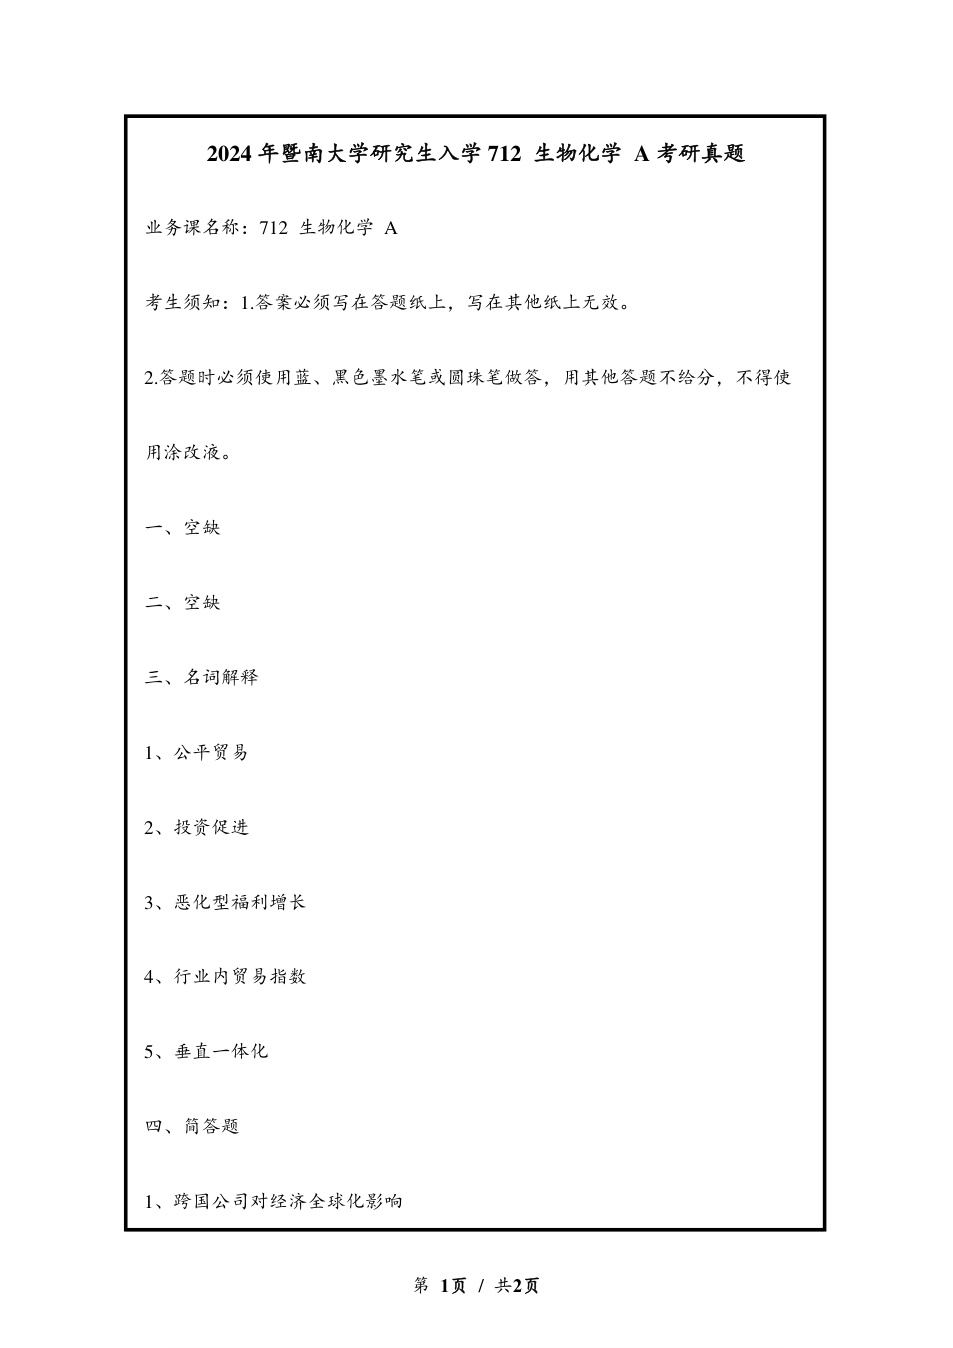 2024 年暨南大学研究生入学 712 生物化学 A 考研真题
业务课名称：712 生物化学 A
考生须知：1.答案必须写在答题纸上，写在其他纸上无效。
2.答题时必须使用蓝、黑色墨水笔或圆珠笔做答，用其他答题不给分，不得使
用涂改液。
一、空缺
二、空缺
三、名词解释
1、公平贸易
2、投资促进
3、恶化型福利增长
4、行业内贸易指数
5、垂直一体化
四、简答题
1、跨国公司对经济全球化影响
第 1页 / 共2页